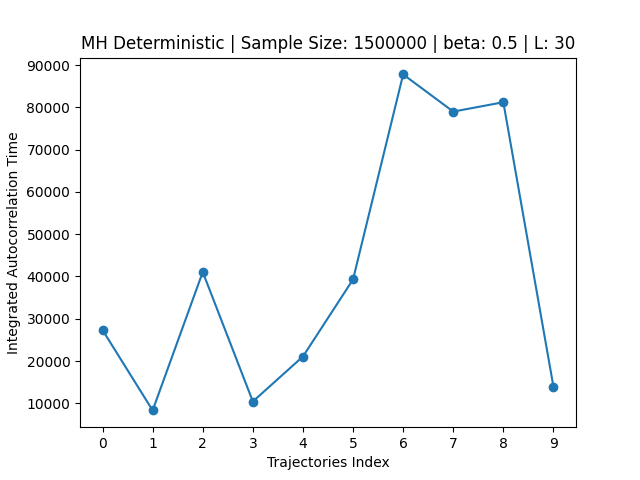 MH Deterministic | Sample Size: 1500000 | beta: 0.5 | L: 30
90000
80000
70000
60000
50000
40000
30000
20000
10000
Integrated Autocorrelation Time
0 1 2 3 4 5 6 7 8 9
Trajectories Index